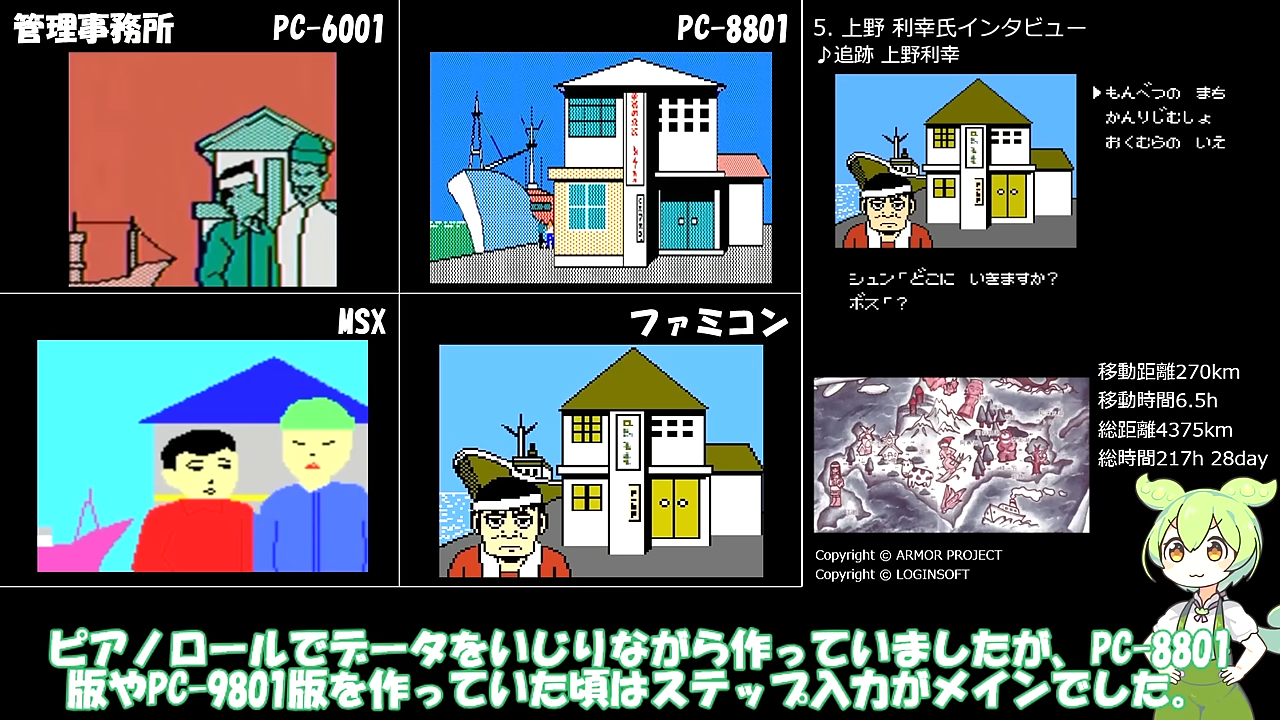 管理事務所
PC-6001
PC-8801
MSX
ファミコン
5. 上野 利幸氏インタビュー
♪追跡 上野利幸
もんべつの まち
かんりじむしょ
おくむらの いえ
シュン「どこに いきますか?
ボス「?
移動距離270km
移動時間6.5h
総距離4375km
総時間217h 28day
Copyright © ARMOR PROJECT
Copyright © LOGINSOFT
ピアノロールでデータをいじりながら作っていましたが、PC-8801
版やPC-9801版を作っていた頃はステップ入力がメインでした。